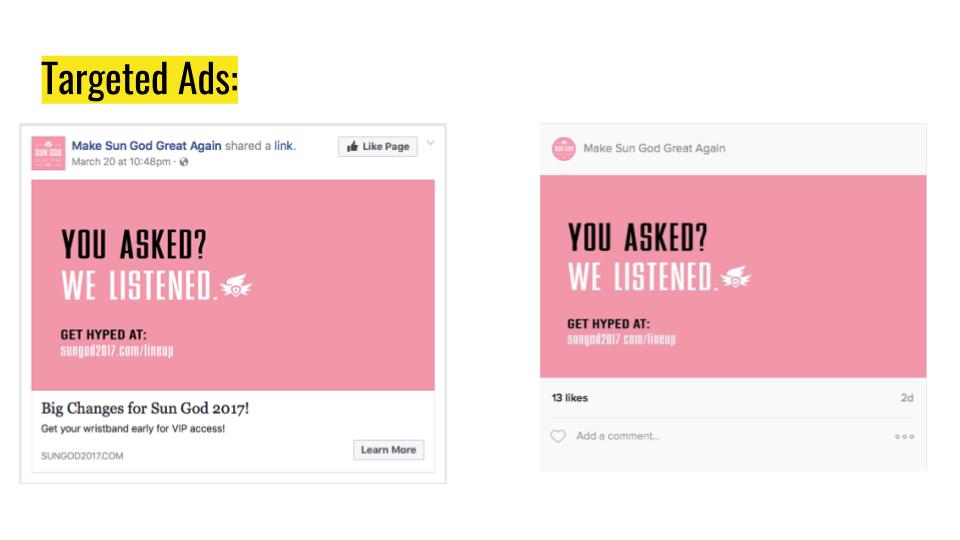 Targeted Ads:
SUN GOD
FESTIVAL
Make Sun God Great Again shared a link.
March 20 at 10:48pm ·
Like Page
YOU ASKED?
WE LISTENED.
GET HYPED AT:
sungod2017.com/lineup
Big Changes for Sun God 2017!
Get your wristband early for VIP access!
SUNGOD2017.COM
Learn More
SUN GOD
Make Sun God Great Again
YOU ASKED?
WE LISTENED.
GET HYPED AT:
sungod2017.com/lineup
13 likes
2d
Add a comment...